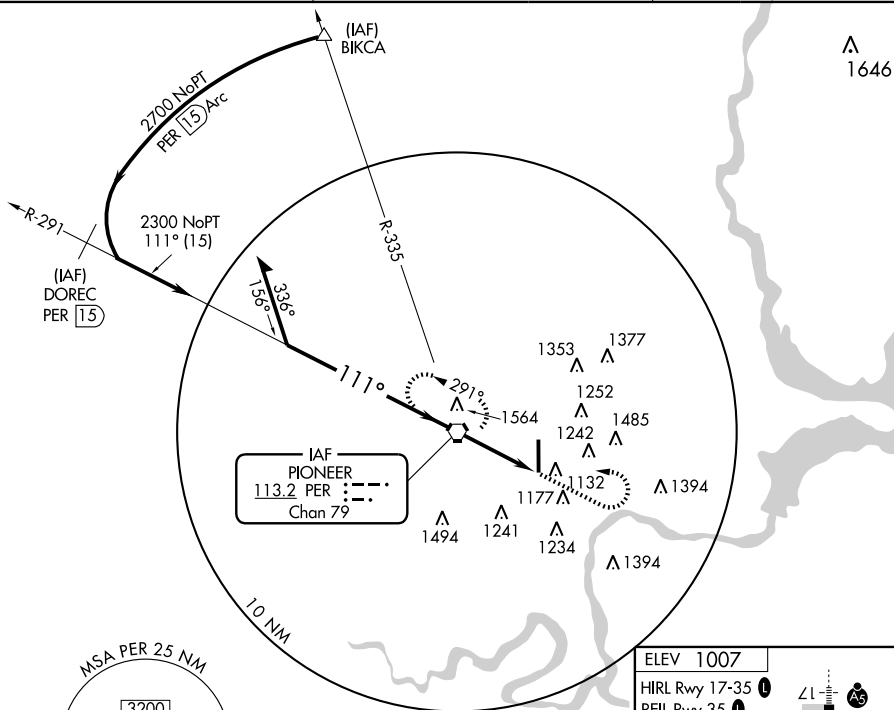 (IAF)
BIKCA
1646
2700 NoPT
PER 15 Arc
R-291
2300 NoPT
111° (15)
(IAF)
DOREC
PER 15
R-335
336°
156°
111°
291°
1564
1353
1377
1252
1242
1485
1132
1177
1394
1494
1241
1234
1394
IAF
PIONEER
113.2 PER
Chan 79
10 NM
MSA PER 25 NM
3200
ELEV 1007
HIRL Rwy 17-35 L
REIL Rwy 35 L
17
A5